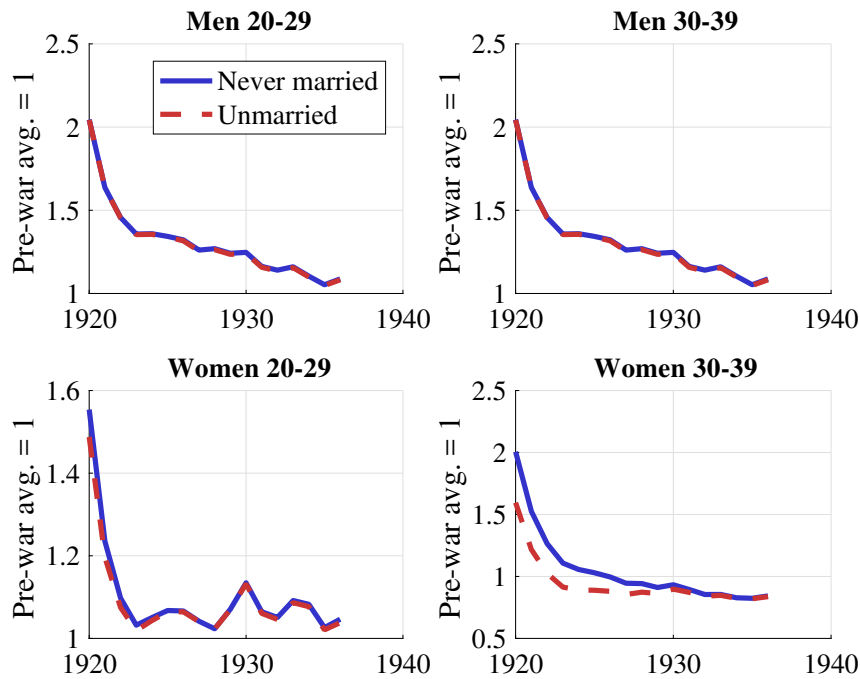 Men 20-29
Pre-war avg. = 1
2.5
2
1.5
1
1920
1930
1940
Never married
Unmarried
Men 30-39
Pre-war avg. = 1
2.5
2
1.5
1
1920
1930
1940
Women 20-29
Pre-war avg. = 1
1.6
1.4
1.2
1
1920
1930
1940
Women 30-39
Pre-war avg. = 1
2.5
2
1.5
1
0.5
1920
1930
1940